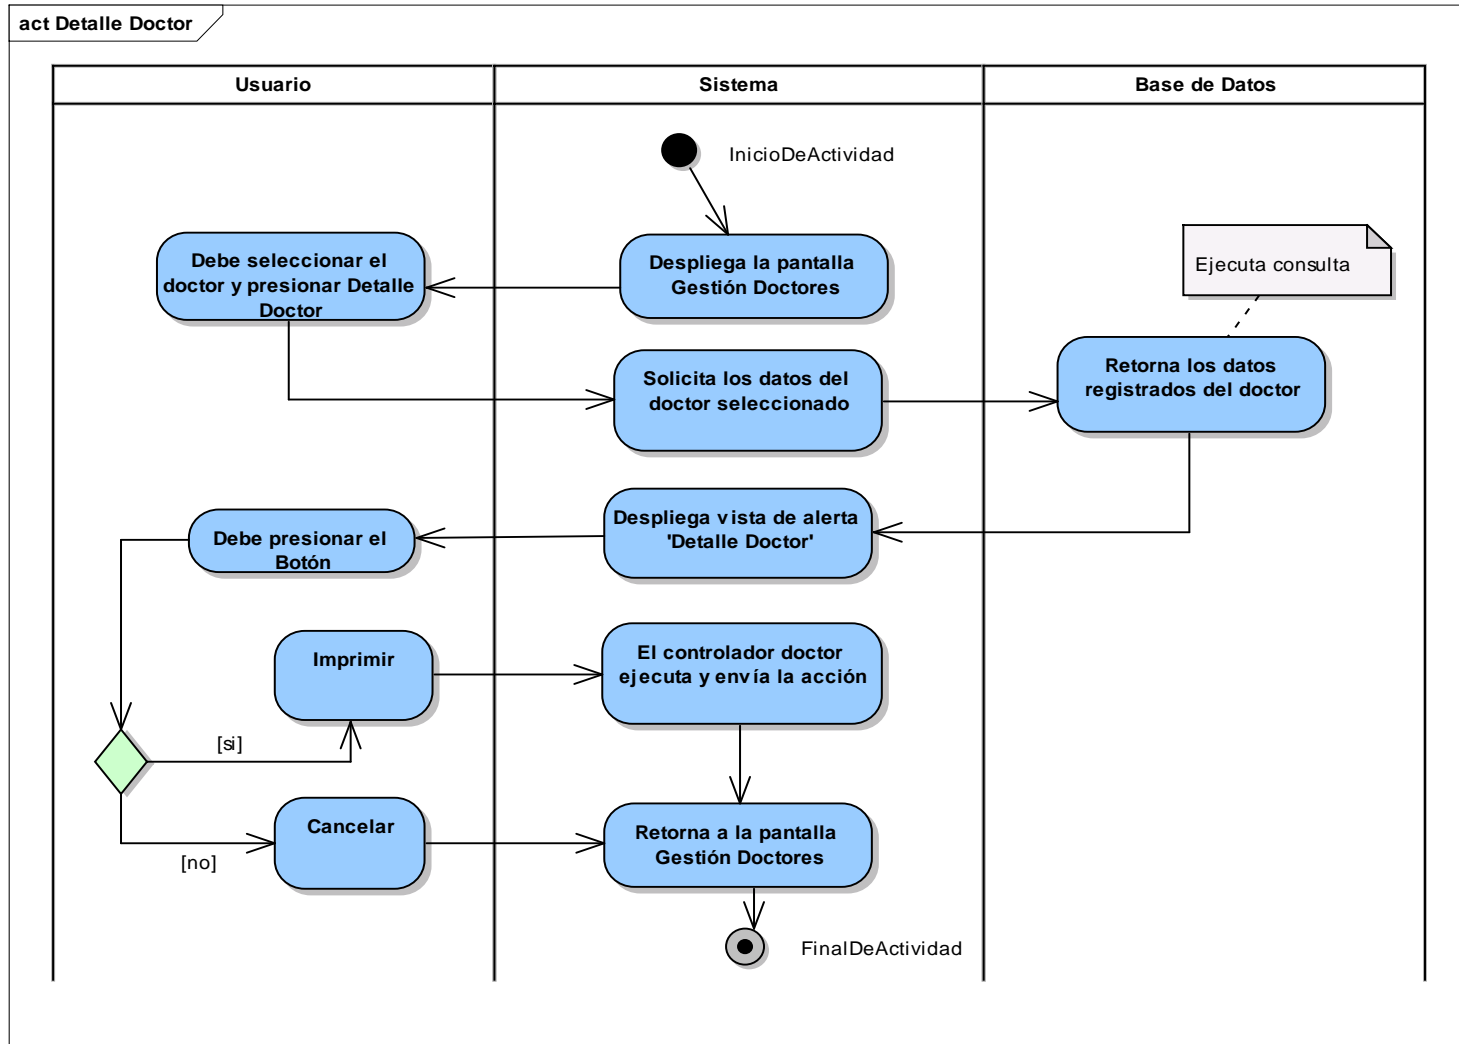 act Detalle Doctor
Usuario
Sistema
Base de Datos
InicioDeActividad
Debe seleccionar el
doctor y presionar Detalle
Doctor
Despliega la pantalla
Gestión Doctores
Ejecuta consulta
Solicita los datos del
doctor seleccionado
Retorna los datos
registrados del doctor
Debe presionar el
Botón
Despliega vista de alerta
'Detalle Doctor'
Imprimir
El controlador doctor
ejecuta y envía la acción
[si]
Cancelar
[no]
Retorna a la pantalla
Gestión Doctores
FinalDeActividad